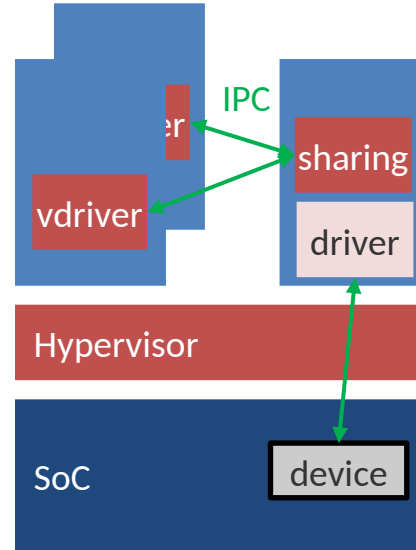 IPC
er
sharing
vdriver
driver
Hypervisor
SoC
device